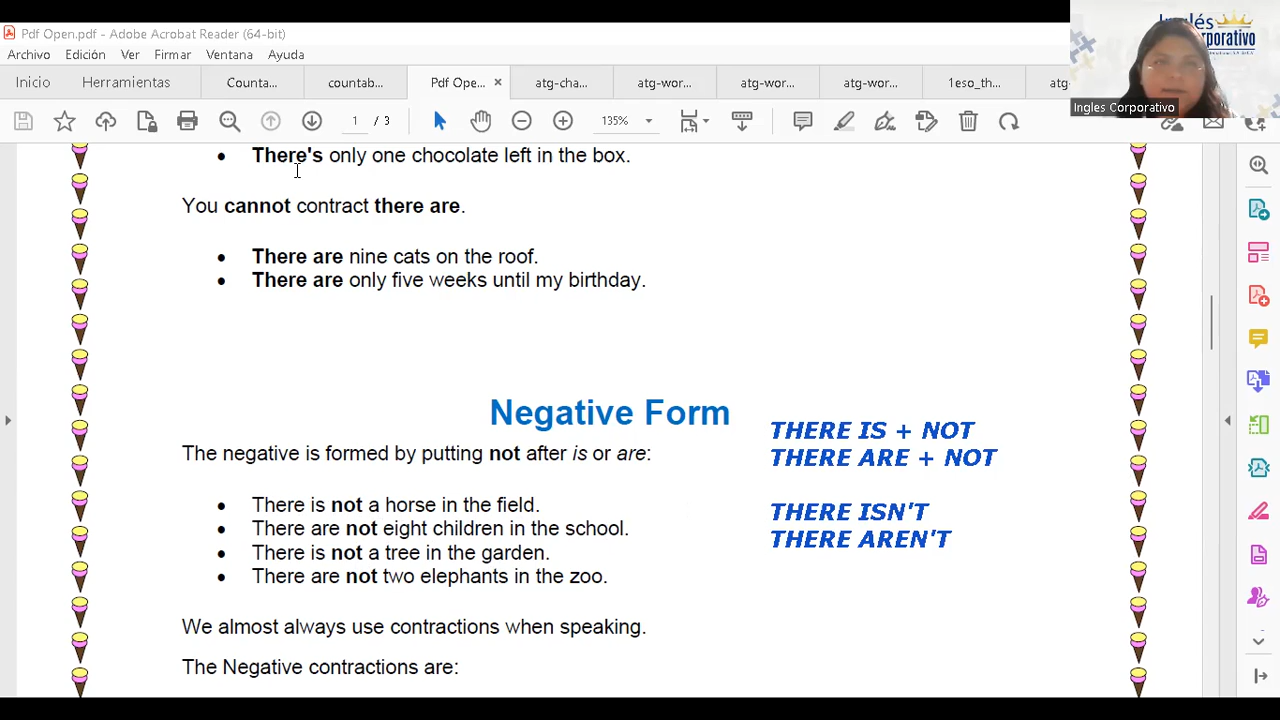 Pdf Open.pdf - Adobe Acrobat Reader (64-bit)
Archivo Edición Ver Firmar Ventana Ayuda
Inicio Herramientas Counta... countab... Pdf Ope... × atg-cha... atg-wor... atg-wor... atg-wor... 1eso_th... atg
Inglés
Corporativo
Ingles Corporativo
1 / 3 135%
• There's only one chocolate left in the box.
You cannot contract there are.
• There are nine cats on the roof.
• There are only five weeks until my birthday.
Negative Form
The negative is formed by putting not after is or are:
• There is not a horse in the field.
• There are not eight children in the school.
• There is not a tree in the garden.
• There are not two elephants in the zoo.
We almost always use contractions when speaking.
The Negative contractions are:
THERE IS + NOT
THERE ARE + NOT
THERE ISN'T
THERE AREN'T